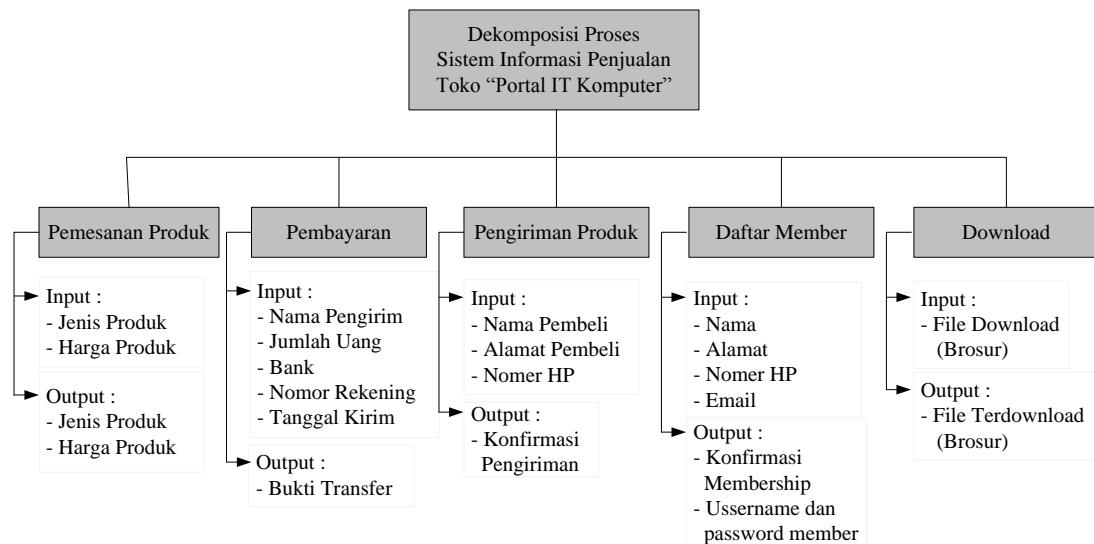 Dekomposisi Proses
Sistem Informasi Penjualan
Toko “Portal IT Komputer”
Pemesanan Produk
Input :
- Jenis Produk
- Harga Produk
Output :
- Jenis Produk
- Harga Produk
Pembayaran
Input :
- Nama Pengirim
- Jumlah Uang
- Bank
- Nomor Rekening
- Tanggal Kirim
Output :
- Bukti Transfer
Pengiriman Produk
Input :
- Nama Pembeli
- Alamat Pembeli
- Nomer HP
Output :
- Konfirmasi
Pengiriman
Daftar Member
Input :
- Nama
- Alamat
- Nomer HP
- Email
Output :
- Konfirmasi
Membership
- Ussername dan
password member
Download
Input :
- File Download
(Brosur)
Output :
- File Terdownload
(Brosur)